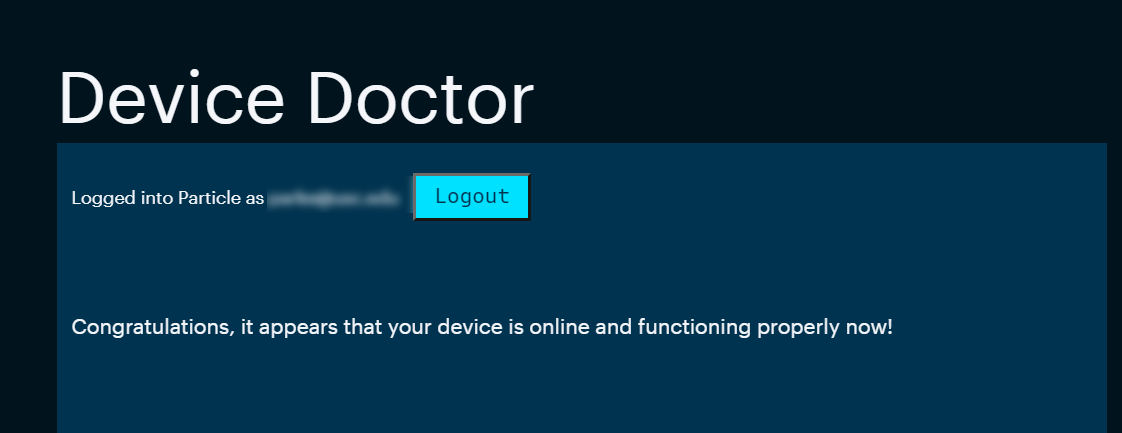 Device Doctor
Logged into Particle as Logout
Congratulations, it appears that your device is online and functioning properly now!